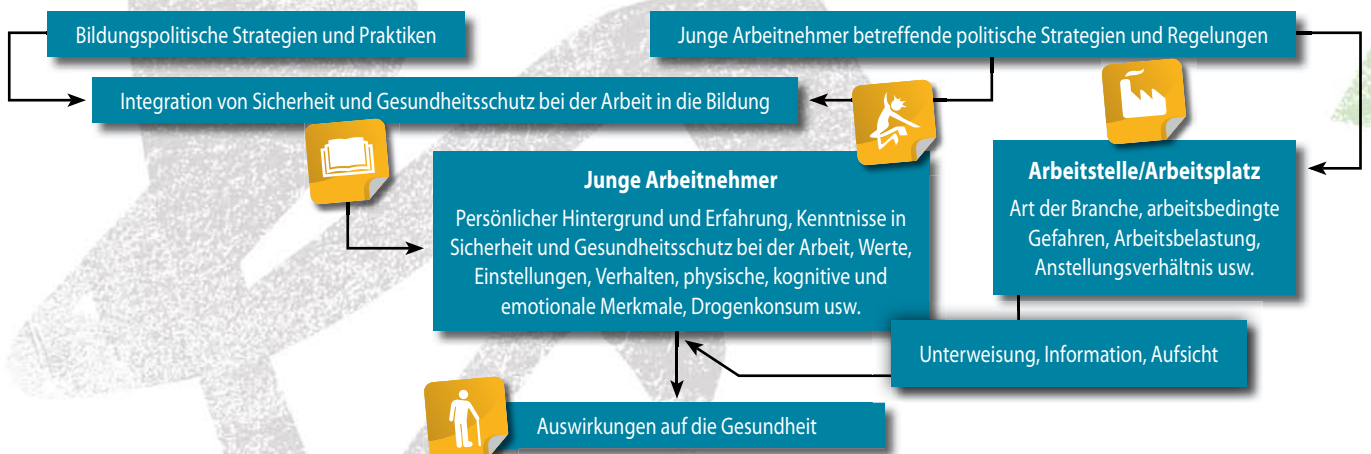 Bildungspolitische Strategien und Praktiken
Junge Arbeitnehmer betreffende politische Strategien und Regelungen
Integration von Sicherheit und Gesundheitsschutz bei der Arbeit in die Bildung
Junge Arbeitnehmer
Persönlicher Hintergrund und Erfahrung, Kenntnisse in
Sicherheit und Gesundheitsschutz bei der Arbeit, Werte,
Einstellungen, Verhalten, physische, kognitive und
emotionale Merkmale, Drogenkonsum usw.
Arbeitstelle/Arbeitsplatz
Art der Branche, arbeitsbedingte
Gefahren, Arbeitsbelastung,
Anstellungsverhältnis usw.
Unterweisung, Information, Aufsicht
Auswirkungen auf die Gesundheit